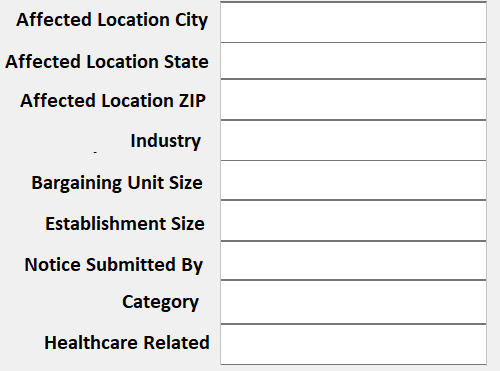 Affected Location City
Affected Location State
Affected Location ZIP
Industry
Bargaining Unit Size
Establishment Size
Notice Submitted By
Category
Healthcare Related